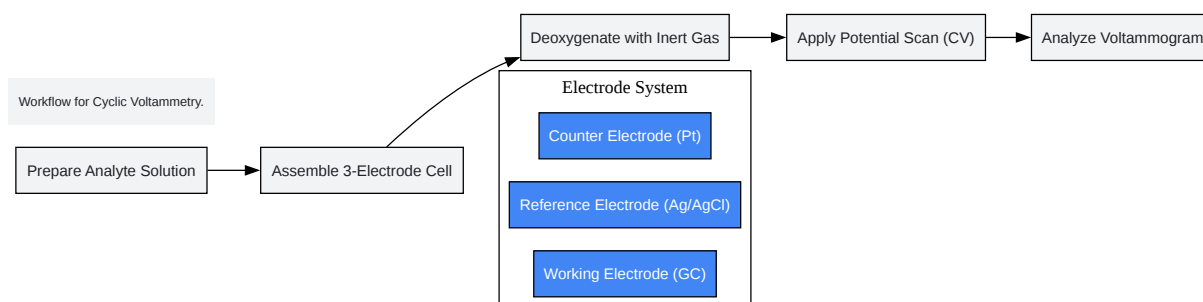 Workflow for Cyclic Voltammetry.
Prepare Analyte Solution
Assemble 3-Electrode Cell
Deoxygenate with Inert Gas
Apply Potential Scan (CV)
Analyze Voltammogram
Electrode System
Counter Electrode (Pt)
Reference Electrode (Ag/AgCl)
Working Electrode (GC)